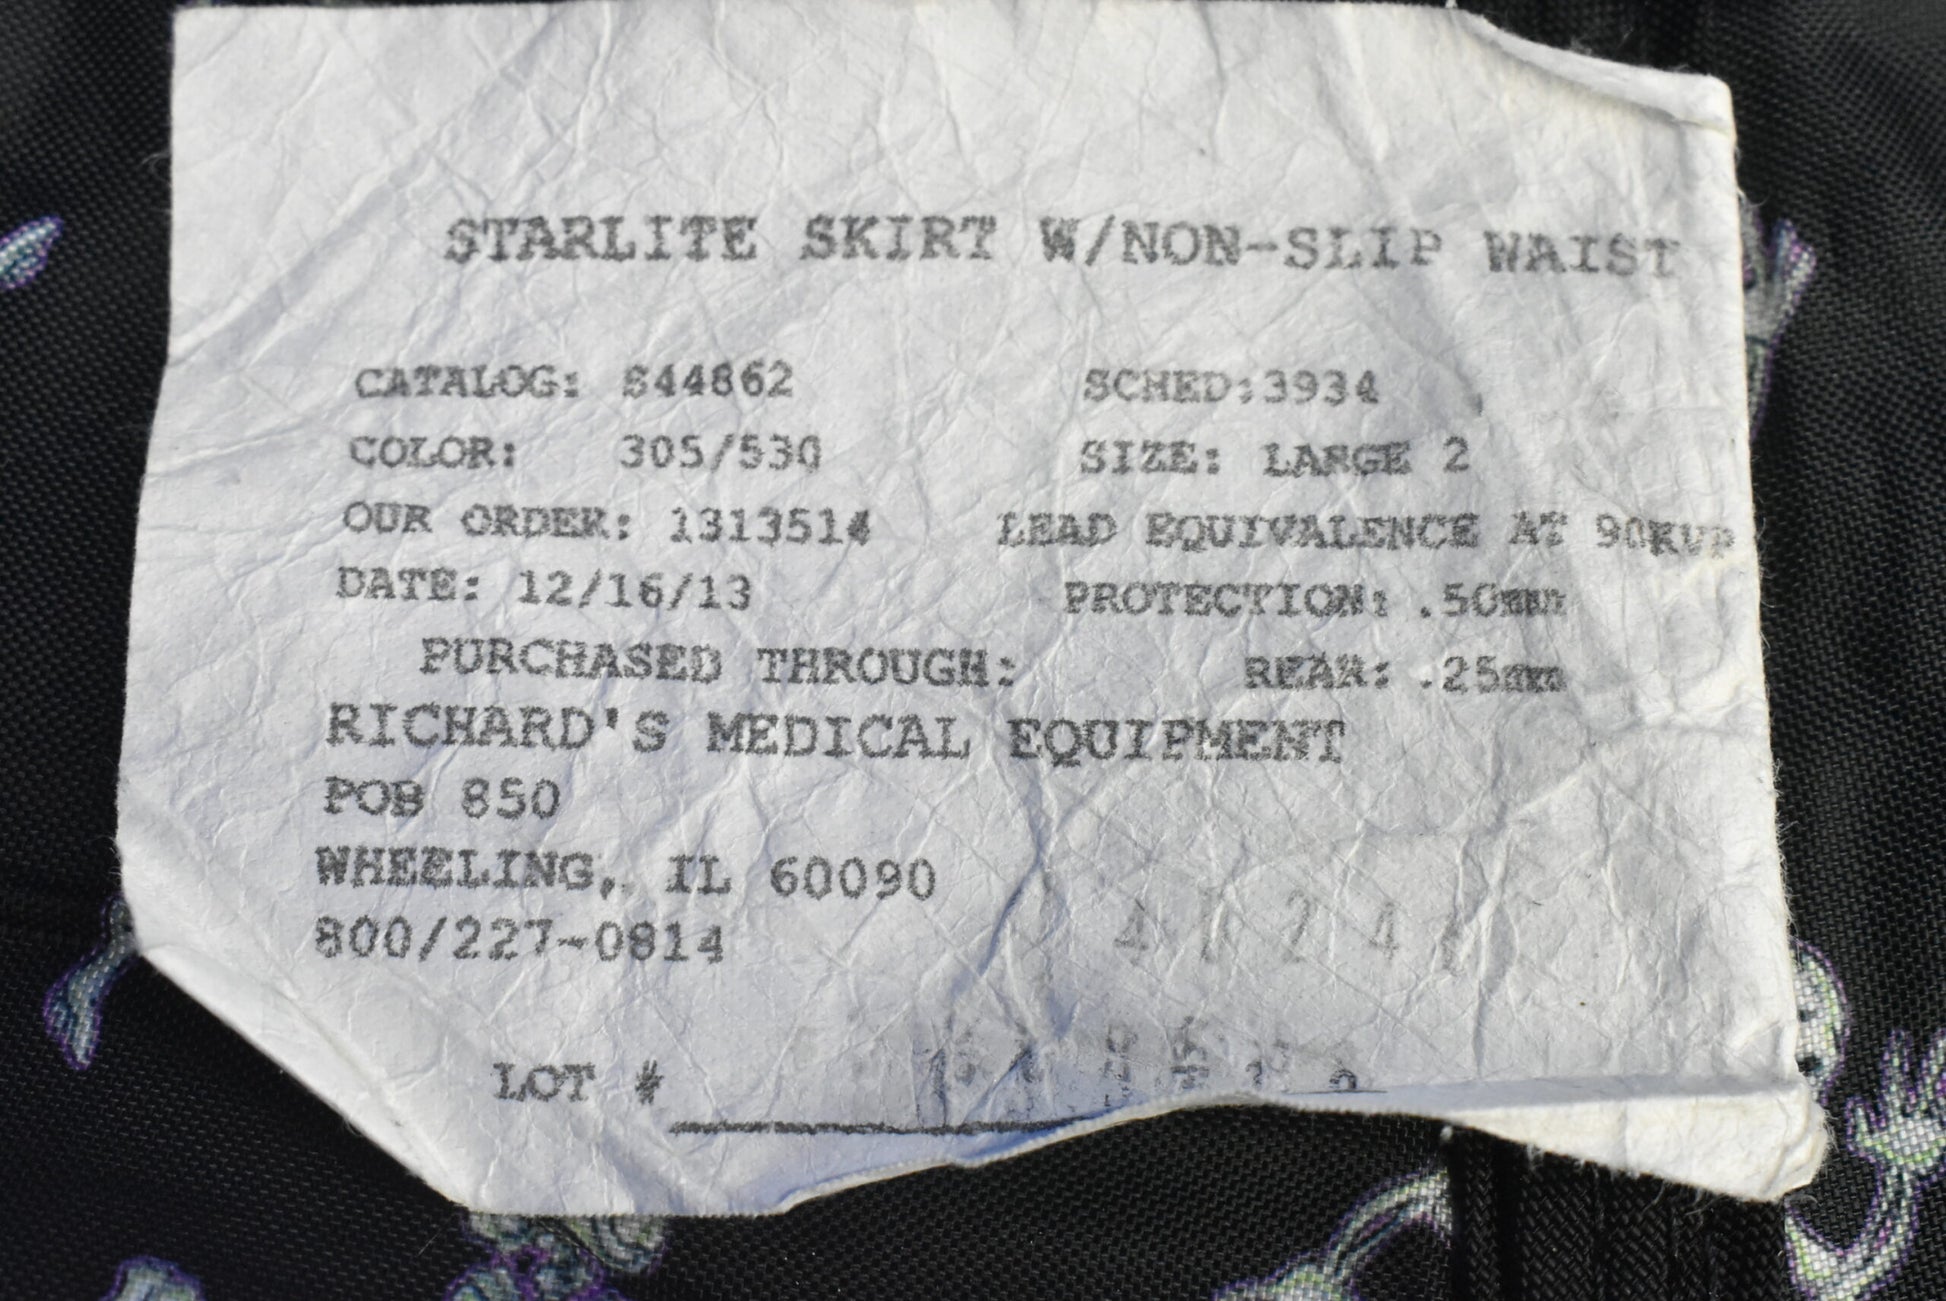 STARLITE SKIRT W/NON-SLIP WAIST
CATALOG: S44862 SCHED:3934
COLOR: 305/530 SIZE: LARGE 2
OUR ORDER: 1313514 LEAD EQUIVALENCE AT 90KVP
DATE: 12/16/13 PROTECTION: .50mm
PURCHASED THROUGH: REAR: .25mm
RICHARD'S MEDICAL EQUIPMENT
POB 850
WHEELING, IL 60090
800/227-0814
LOT #